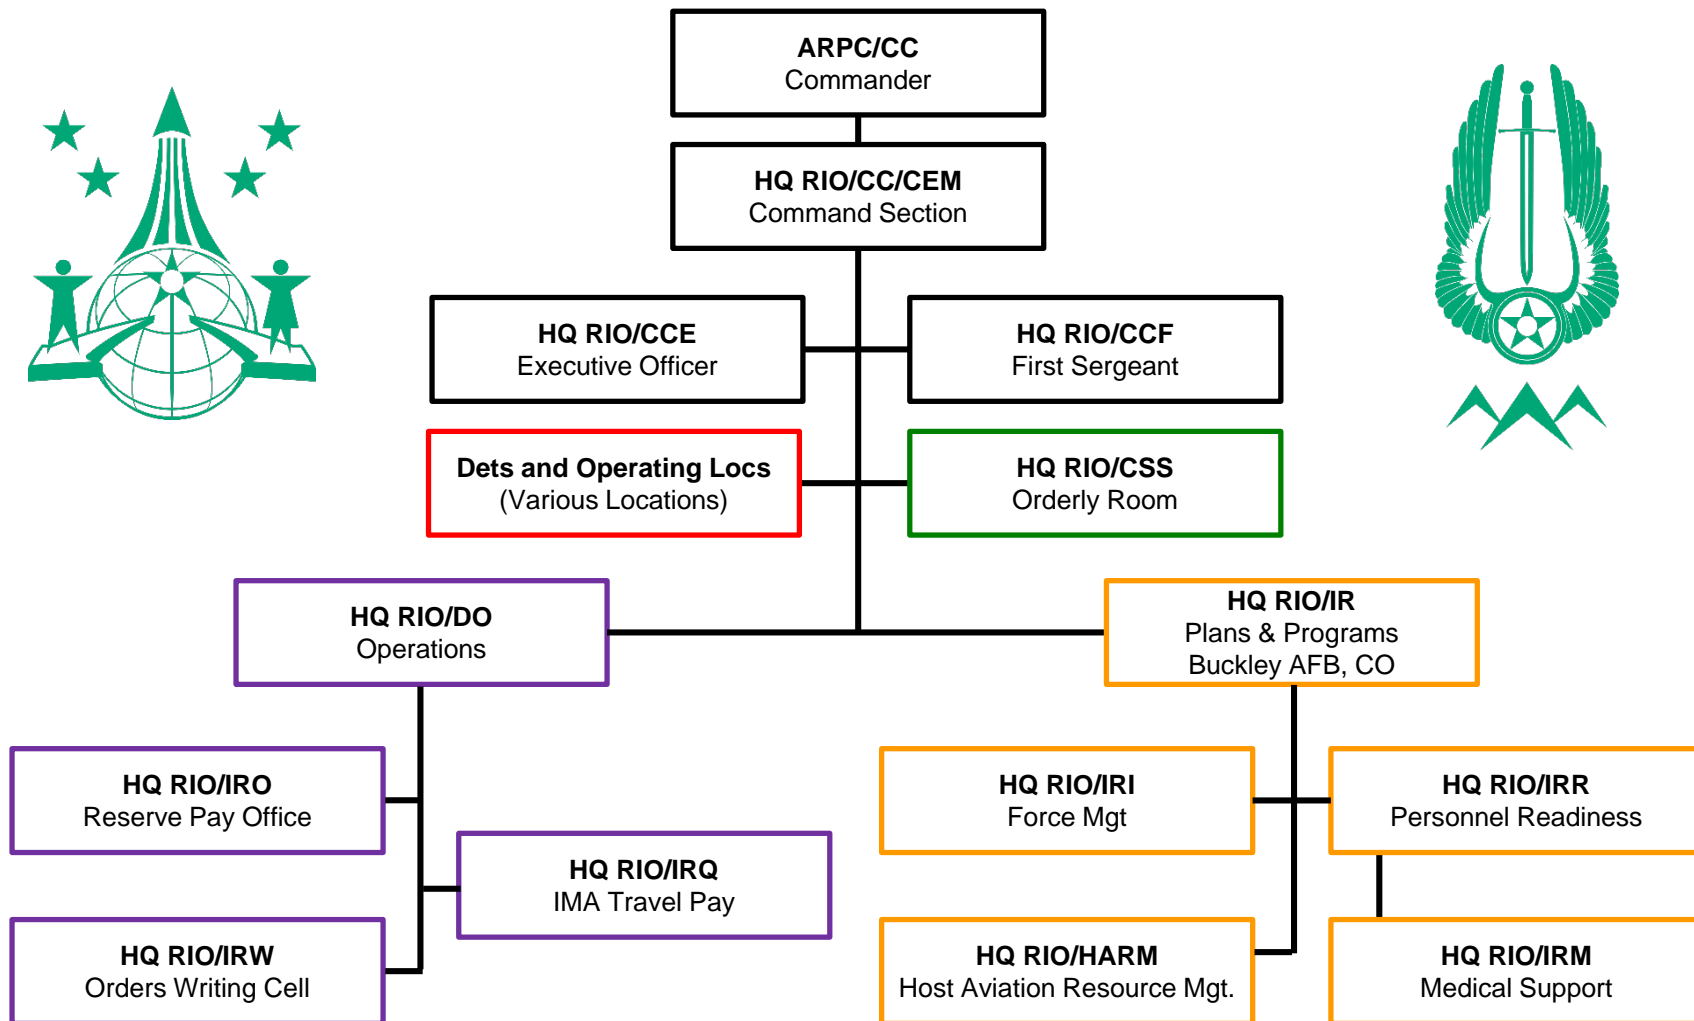 ARPC/CC
Commander
HQ RIO/CC/CEM
Command Section
HQ RIO/CCE
Executive Officer
HQ RIO/CCF
First Sergeant
Dets and Operating Locs
(Various Locations)
HQ RIO/CSS
Orderly Room
HQ RIO/DO
Operations
HQ RIO/IR
Plans & Programs
Buckley AFB, CO
HQ RIO/IRO
Reserve Pay Office
HQ RIO/IRI
Force Mgt
HQ RIO/IRR
Personnel Readiness
HQ RIO/IRQ
IMA Travel Pay
HQ RIO/IRW
Orders Writing Cell
HQ RIO/HARM
Host Aviation Resource Mgt.
HQ RIO/IRM
Medical Support